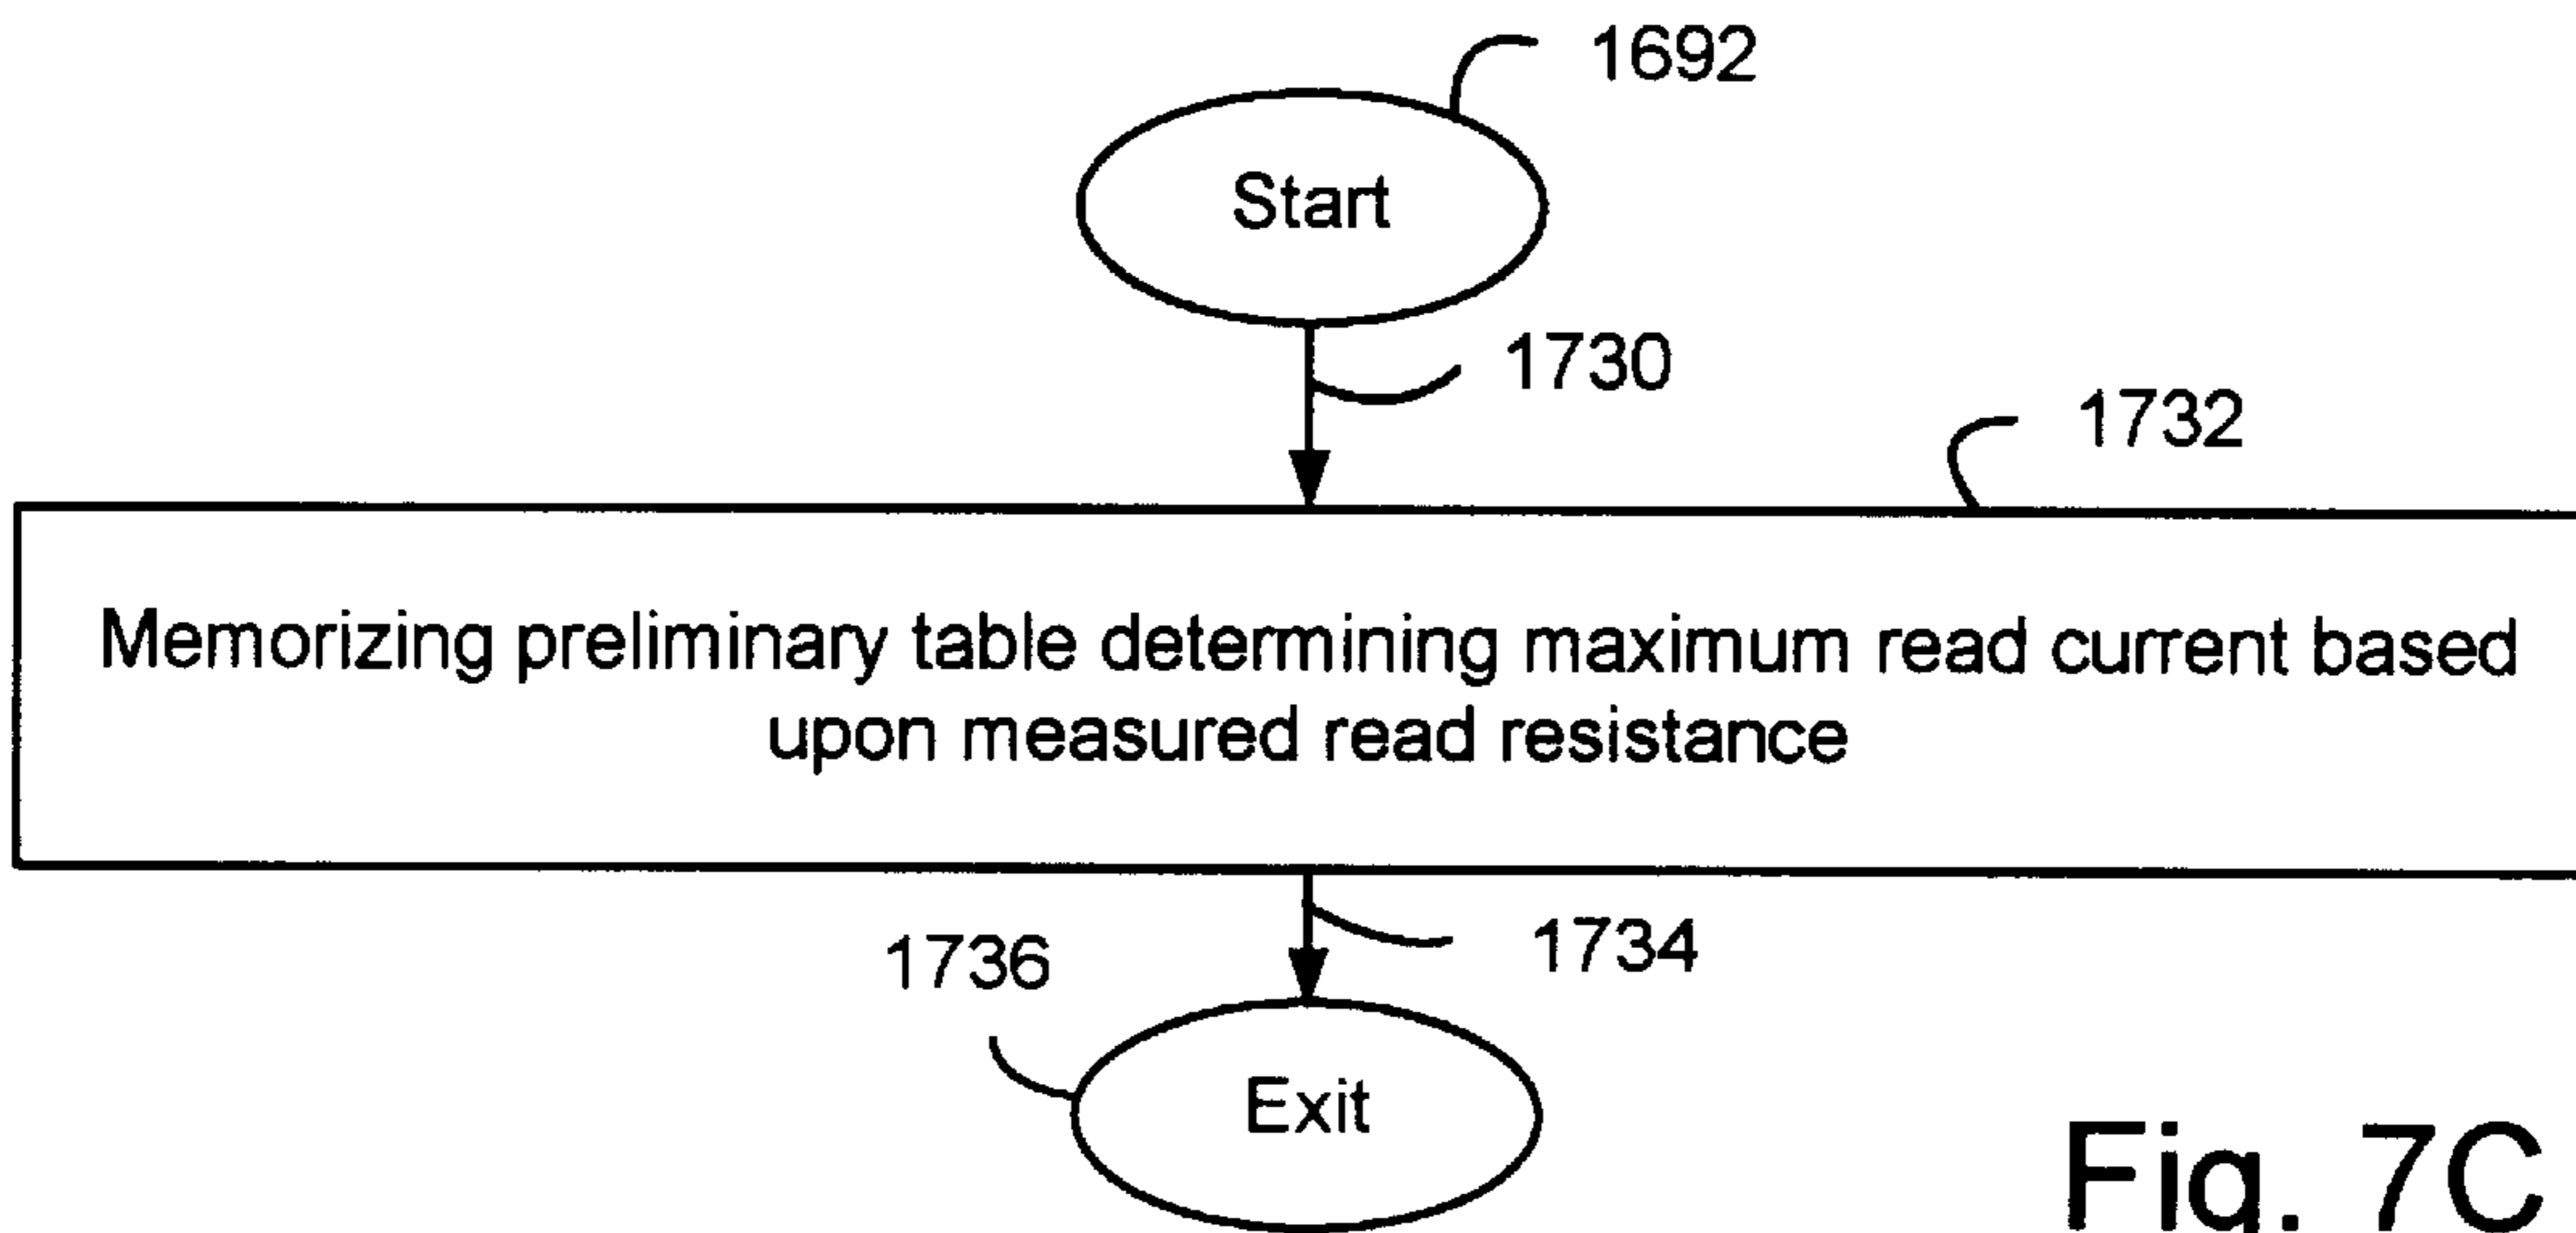 1692
Start
1730
1732
Memorizing preliminary table determining maximum read current based
upon measured read resistance
1734
1736
Exit
Fig. 7C